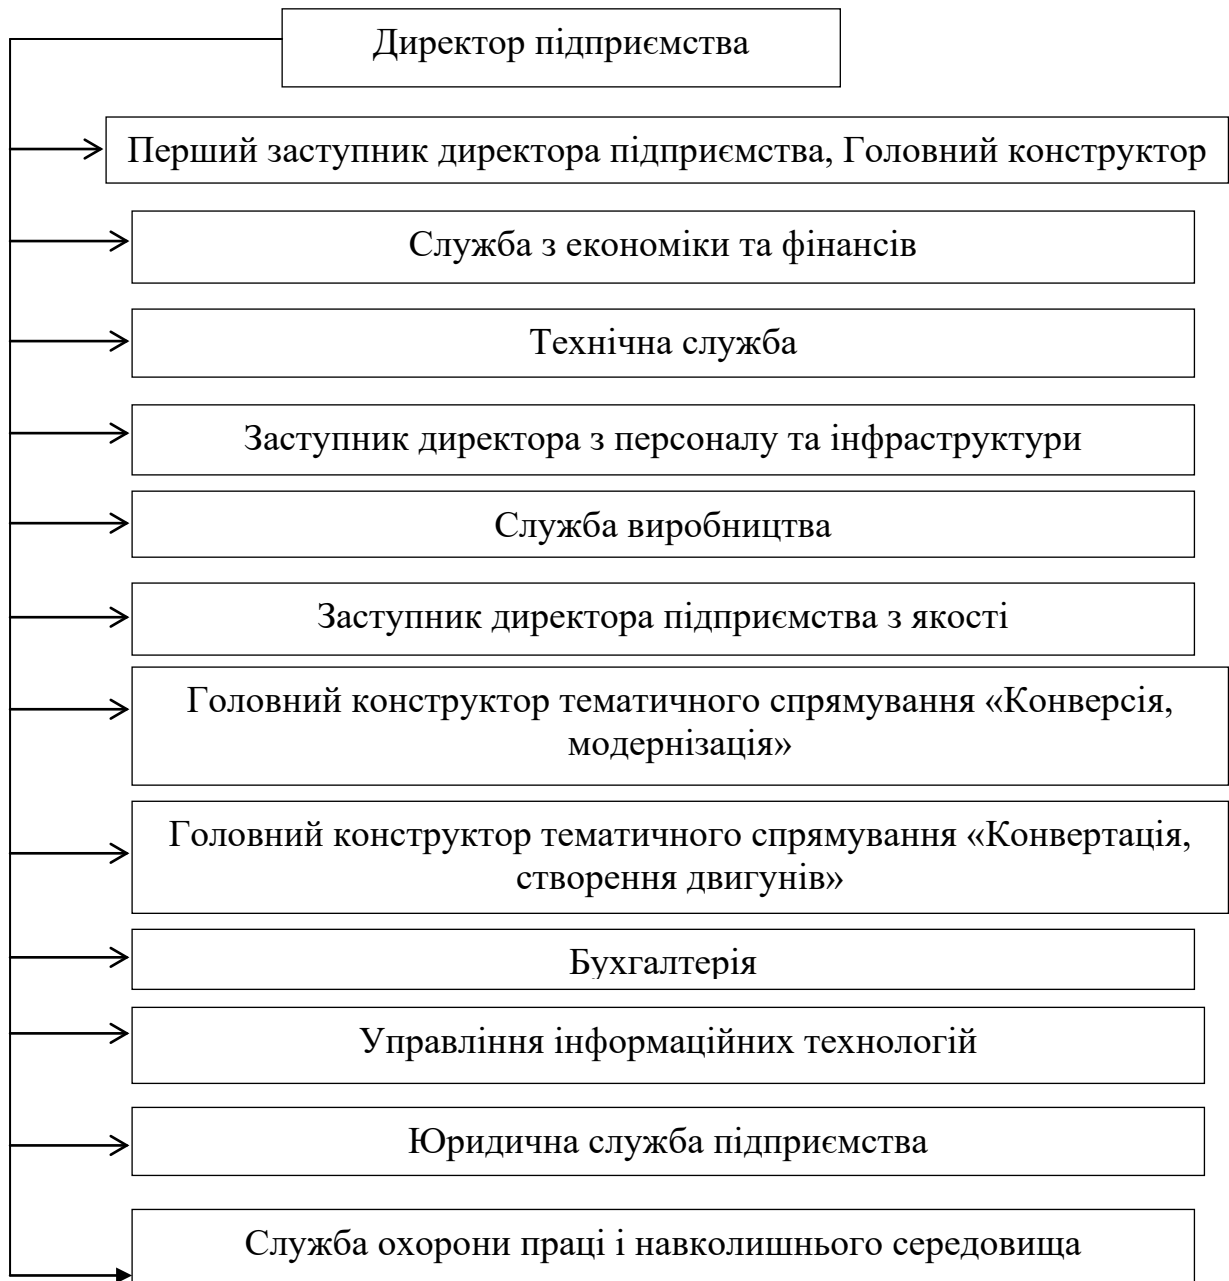 Директор підприємства
Перший заступник директора підприємства, Головний конструктор
Служба з економіки та фінансів
Технічна служба
Заступник директора з персоналу та інфраструктури
Служба виробництва
Заступник директора підприємства з якості
Головний конструктор тематичного спрямування «Конверсія,
модернізація»
Головний конструктор тематичного спрямування «Конвертація,
створення двигунів»
Бухгалтерія
Управління інформаційних технологій
Юридична служба підприємства
Служба охорони праці і навколишнього середовища